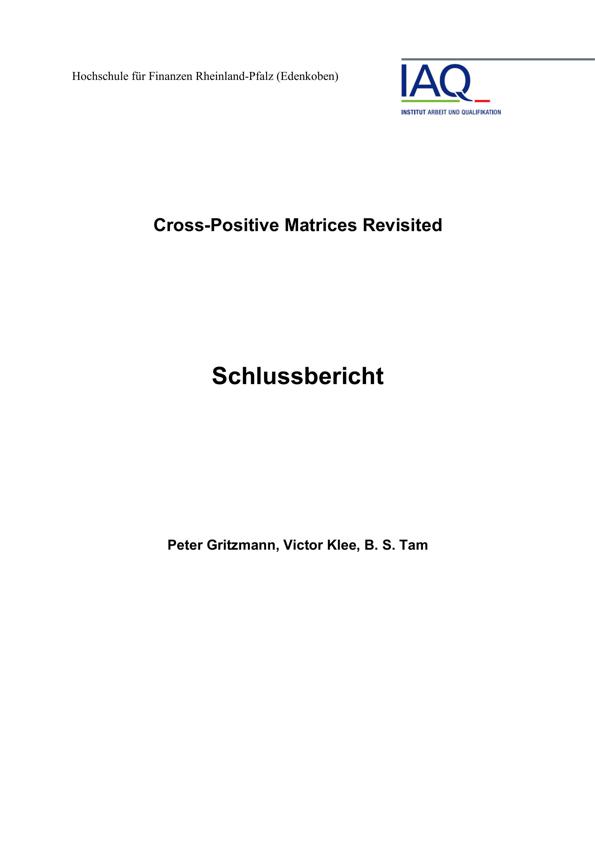 Hochschule für Finanzen Rheinland-Pfalz (Edenkoben)
IAQ
INSTITUT ARBEIT UND QUALIFIKATION
Cross-Positive Matrices Revisited
Schlussbericht
Peter Gritzmann, Victor Klee, B. S. Tam